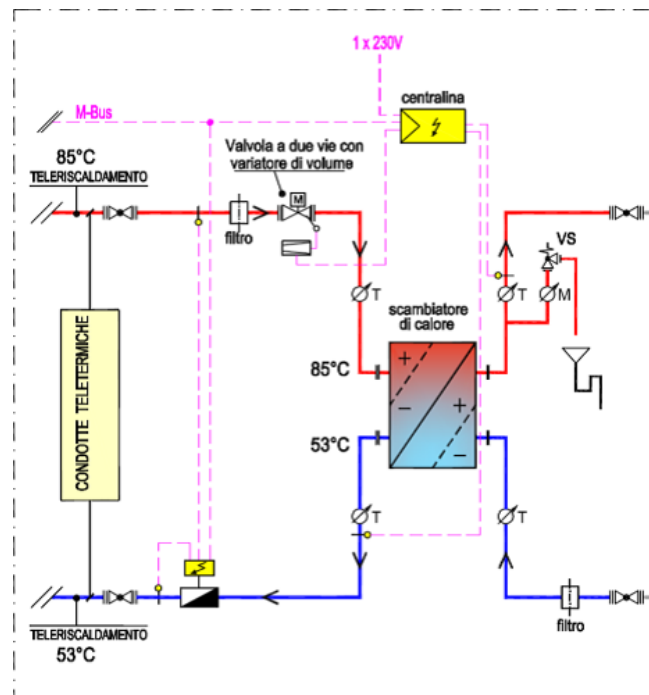 1 x 230V
centralina
M-Bus
Valvola a due vie con
variatore di volume
85°C
TELERISCALDAMENTO
M
filtro
VS
T
T
M
scambiatore
di calore
85°C
+
−
+
−
53°C
CONDOTTE TELETERMICHE
T
T
TELERISCALDAMENTO
53°C
filtro